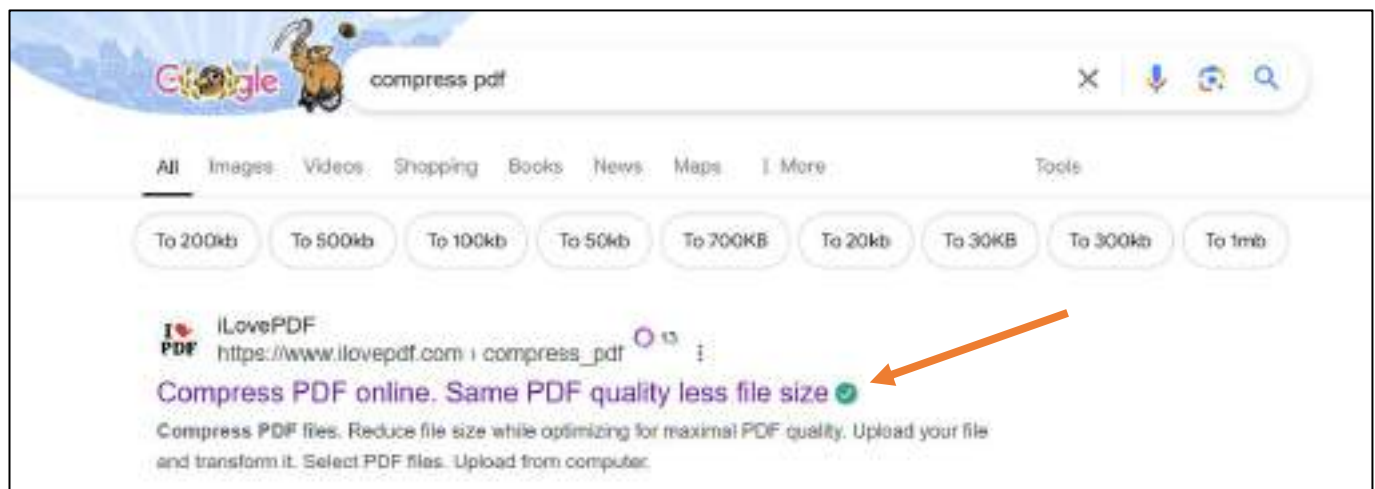 Google
compress pdf
All Images Videos Shopping Books News Maps More Tools
To 200kb To 500kb To 100kb To 50kb To 700KB To 20kb To 30KB To 300kb To 1mb
I PDF
iLovePDF
https://www.ilovepdf.com › compress_pdf 13
Compress PDF online. Same PDF quality less file size
Compress PDF files. Reduce file size while optimizing for maximal PDF quality. Upload your file
and transform it. Select PDF files. Upload from computer.